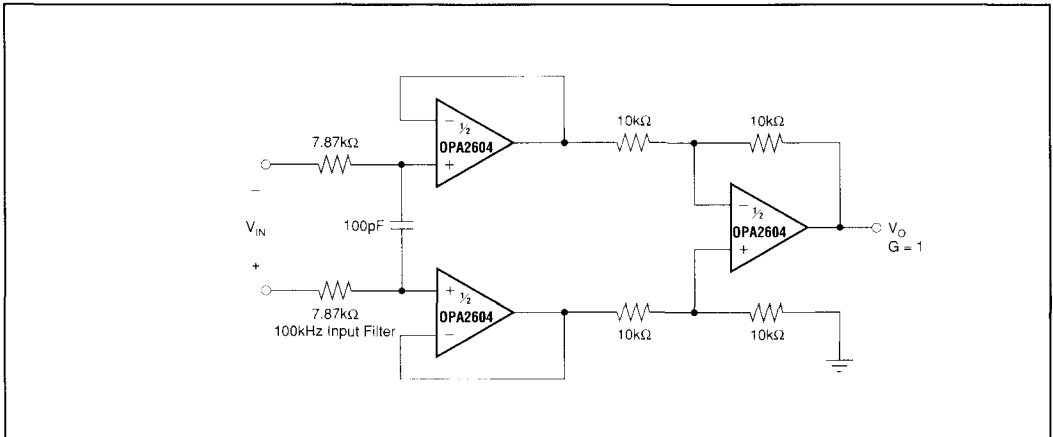 7.87kΩ
−
V_IN
+
7.87kΩ
100kHz Input Filter
100pF
−
½
OPA2604
+
+
½
OPA2604
−
10kΩ
10kΩ
10kΩ
10kΩ
−
½
OPA2604
+
V_O
G = 1